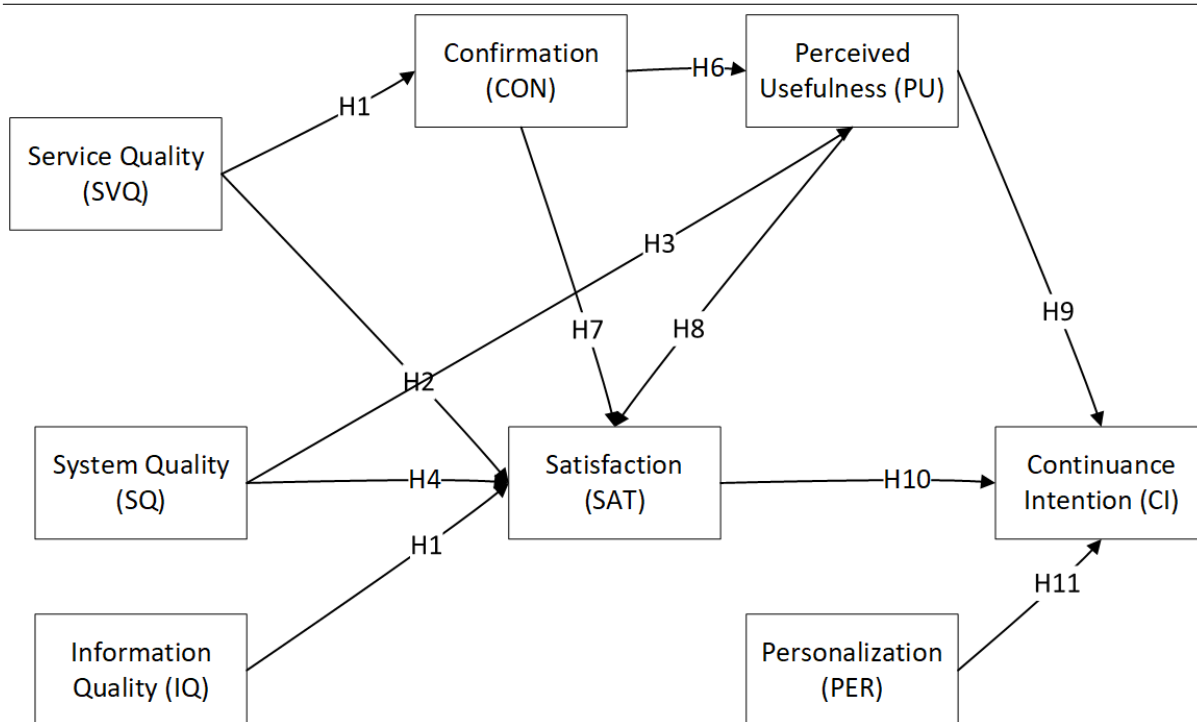 Confirmation
(CON)
H6
Perceived
Usefulness (PU)
H1
Service Quality
(SVQ)
H3
H7
H8
H9
H2
System Quality
(SQ)
H4
Satisfaction
(SAT)
H10
Continuance
Intention (CI)
H1
H11
Information
Quality (IQ)
Personalization
(PER)